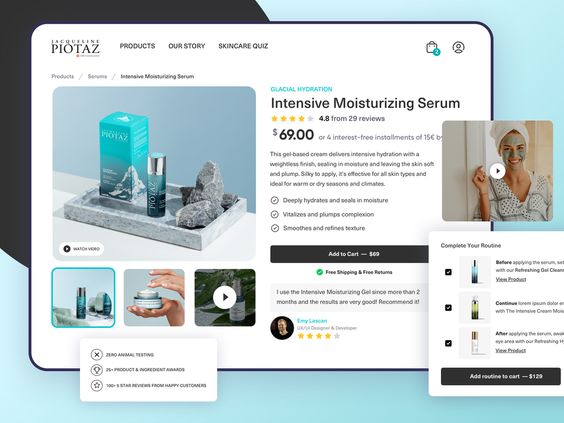 JACQUELINE
PIOTAZ
PRODUCTS
OUR STORY
SKINCARE QUIZ
2
Products / Serums / Intensive Moisturizing Serum
GLACIAL HYDRATION
Intensive Moisturizing Serum
4.8 from 29 reviews
$69.00 or 4 interest-free installments of 15€ by
This gel-based cream delivers intensive hydration with a
weightless finish, sealing in moisture and leaving the skin soft
and plump. Silky to apply, it's effective for all skin types and
ideal for warm or dry seasons and climates.
Deeply hydrates and seals in moisture
Vitalizes and plumps complexion
Smoothes and refines texture
Add to Cart — $69
Free Shipping & Free Returns
I use the Intensive Moisturizing Gel since more than 2
months and the results are very good! Recommend it!
Emy Lascan
UX/UI Designer & Developer
PIOTAZ
PIOTAZ
WATCH VIDEO
ZERO ANIMAL TESTING
25+ PRODUCT & INGREDIENT AWARDS
100+ 5 STAR REVIEWS FROM HAPPY CUSTOMERS
Complete Your Routine
Before applying the serum, sel
with our Refreshing Gel Clean
View Product
Continue lorem ipsum dolor e
with The Intensive Cream Mois
After applying the serum, awak
eye area with our Refreshing H
View Product
Add routine to cart — $129